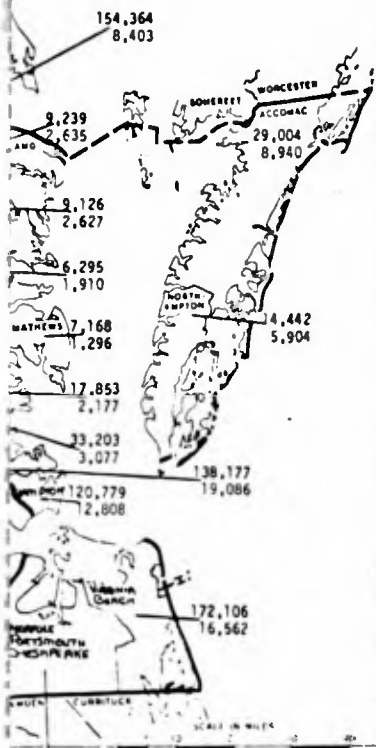 154,364
8,403
SOMERSET
WORCESTER
ACCOMAC
29,004
8,940
9,239
2,635
9,126
2,627
6,295
1,910
NORTH-
AMPTON
4,442
5,904
MATHEWS
7,168
1,296
17,853
2,177
33,203
3,077
138,177
19,086
120,779
12,808
VIRGINIA
BEACH
172,106
16,562
NORFOLK
PORTSMOUTH
CHESAPEAKE
CURRITUCK
SCALE IN MILES